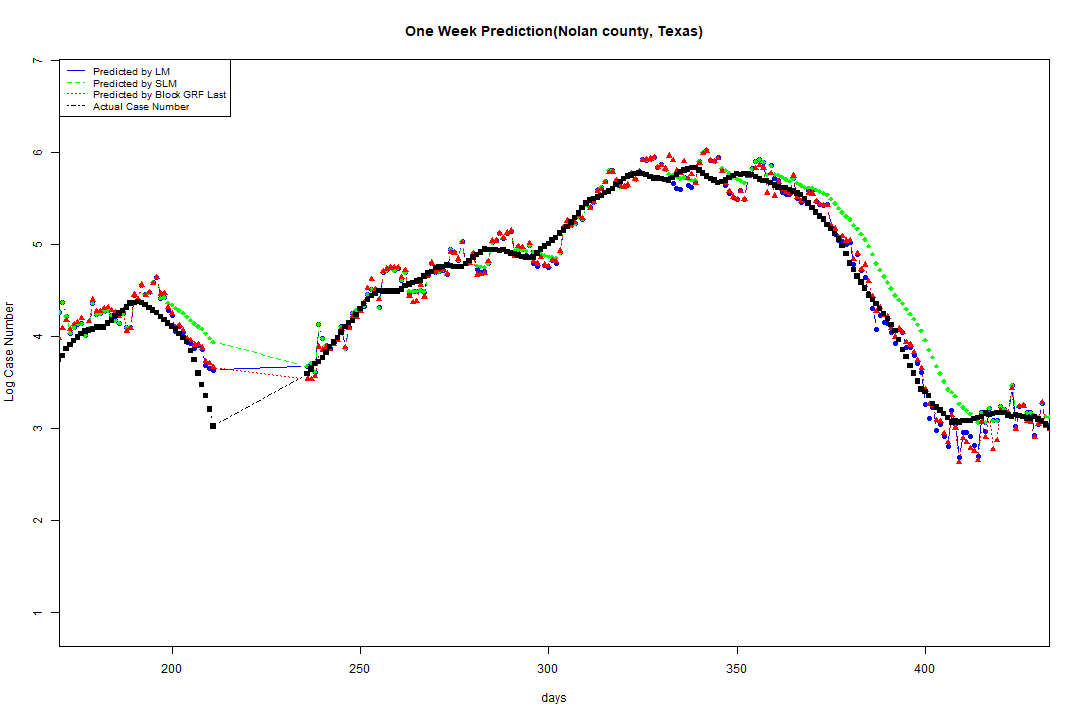 One Week Prediction(Nolan county, Texas)
Predicted by LM
Predicted by SLM
Predicted by Block GRF Last
Actual Case Number
7
6
5
4
3
2
1
Log Case Number
200 250 300 350 400
days